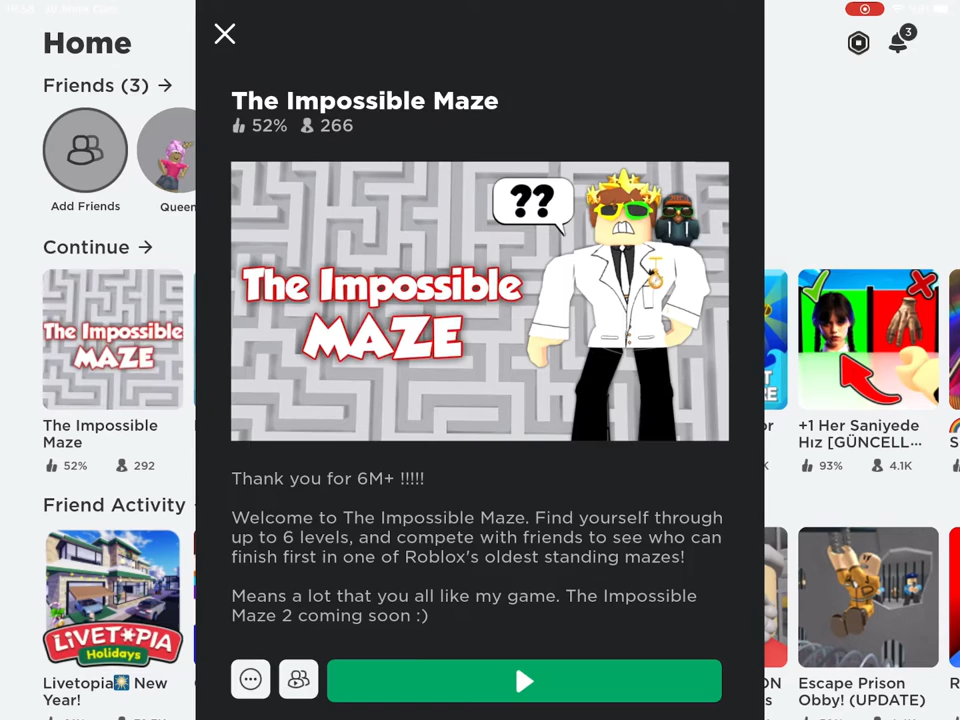 Home
3
Friends (3) →
Add Friends
Queen
Continue →
The Impossible
MAZE
The Impossible
Maze
52% 292
Friend Activity
LiVETOPiA
Holidays
Livetopia🎆 New
Year!
The Impossible Maze
52% 266
??
The Impossible
MAZE
Thank you for 6M+ !!!!!
Welcome to The Impossible Maze. Find yourself through
up to 6 levels, and compete with friends to see who can
finish first in one of Roblox's oldest standing mazes!
Means a lot that you all like my game. The Impossible
Maze 2 coming soon :)
+1 Her Saniyede
Hız [GÜNCELL...
93% 4.1K
Escape Prison
Obby! (UPDATE)